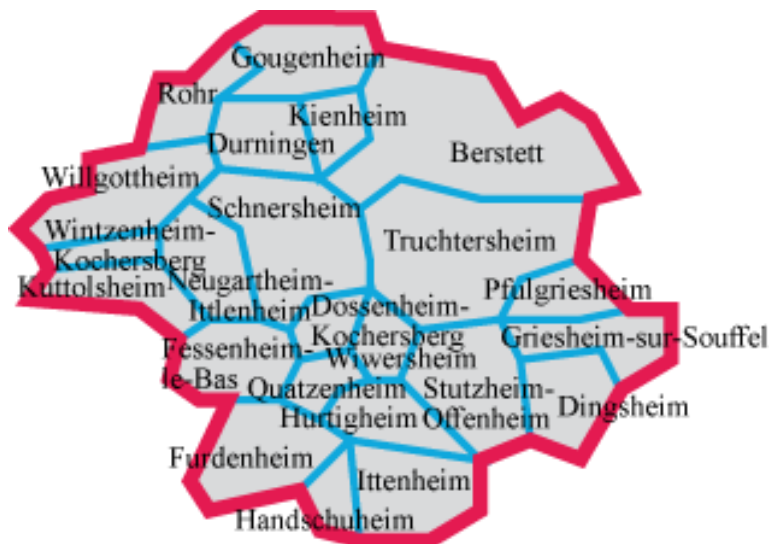 Gougenheim
Rohr
Kienheim
Durningen
Berstett
Willgottheim
Schnersheim
Wintzenheim-
Kochersberg
Truchtersheim
Kuttolsheim
Neugartheim-
Ittlenheim
Dossenheim-
Kochersberg
Pfulgriesheim
Griesheim-sur-Souffel
Fessenheim-
le-Bas
Wiwersheim
Quatzenheim
Stutzheim-
Offenheim
Dingsheim
Hurtigheim
Furdenheim
Ittenheim
Handschuheim